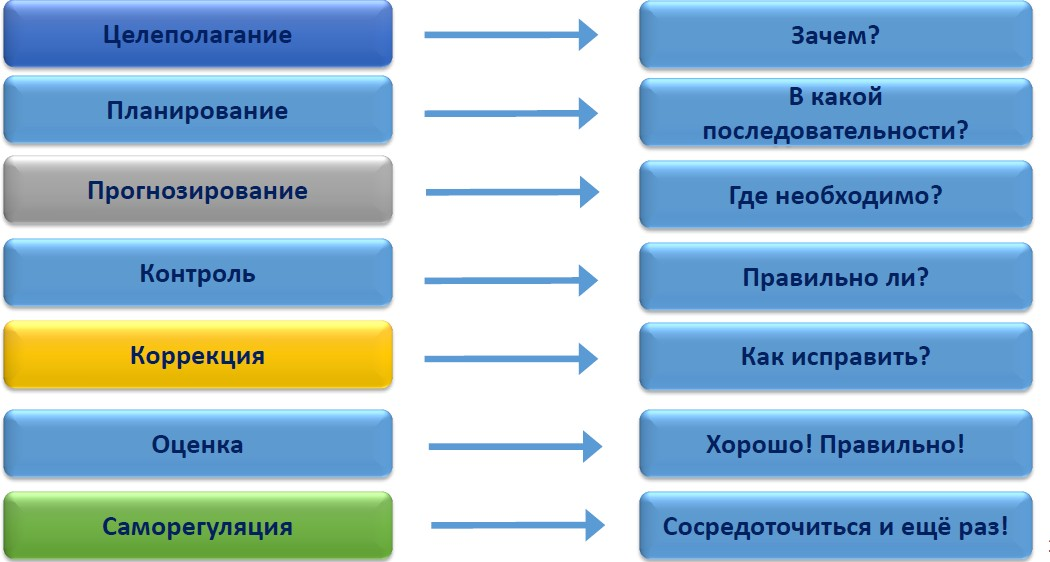 Целеполагание
Зачем?
Планирование
В какой
последовательности?
Прогнозирование
Где необходимо?
Контроль
Правильно ли?
Коррекция
Как исправить?
Оценка
Хорошо! Правильно!
Саморегуляция
Сосредоточиться и ещё раз!